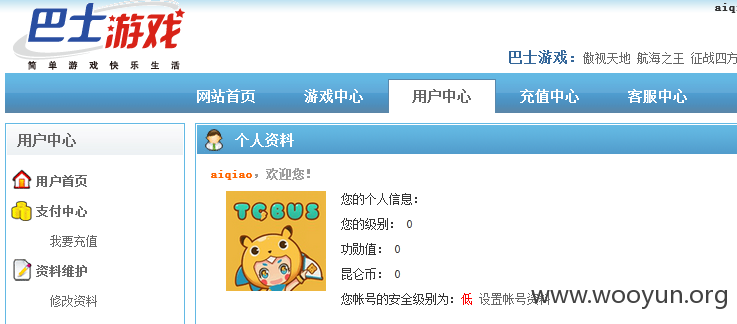 巴士游戏
简单游戏快乐生活
aiqi
巴士游戏：傲视天地 航海之王 征战四方
网站首页 游戏中心 用户中心 充值中心 客服中心
用户中心
用户首页
支付中心
我要充值
资料维护
修改资料
个人资料
aiqiao，欢迎您！
TGBUS
您的个人信息：
您的级别： 0
功勋值： 0
昆仑币： 0
您帐号的安全级别为：低 设置帐号资料
www.wooyun.org